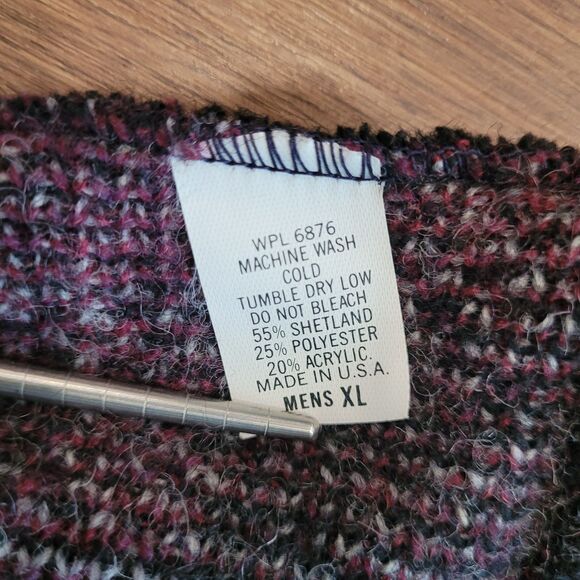 WPL 6876
MACHINE WASH
COLD
TUMBLE DRY LOW
DO NOT BLEACH
55% SHETLAND
25% POLYESTER
20% ACRYLIC.
MADE IN U.S.A.
MENS XL